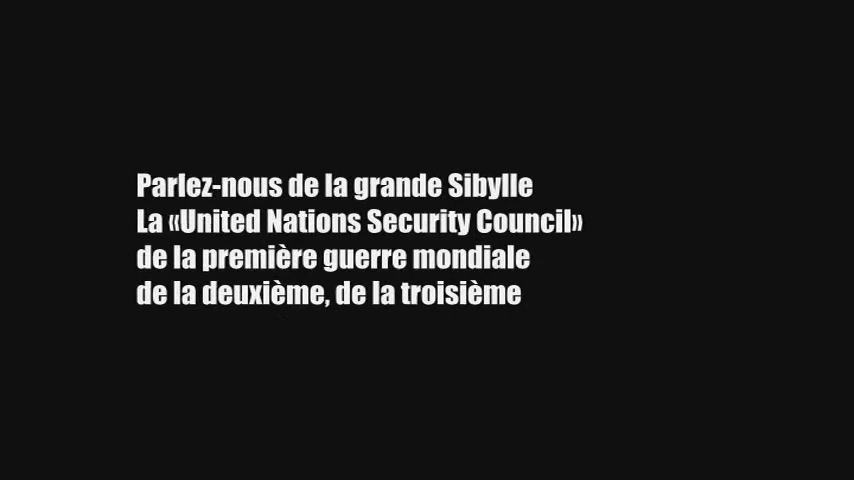 Parlez-nous de la grande Sibylle
La «United Nations Security Council»
de la première guerre mondiale
de la deuxième, de la troisième